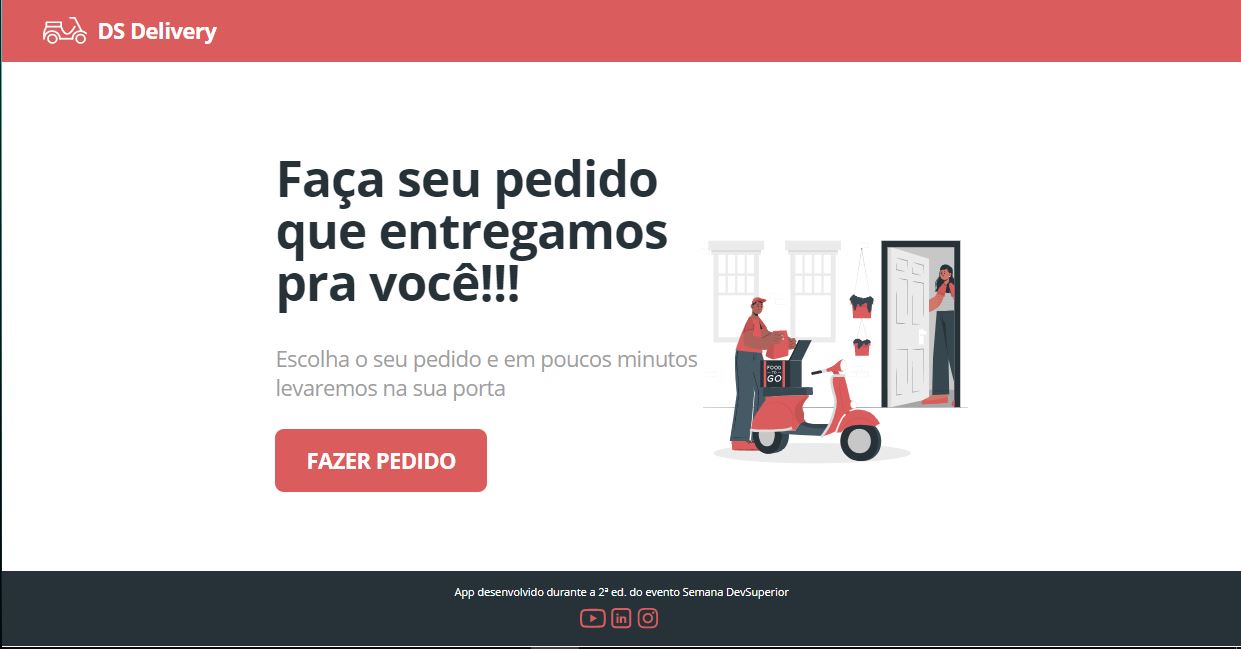 DS Delivery
Faça seu pedido
que entregamos
pra você!!!
Escolha o seu pedido e em poucos minutos
levaremos na sua porta
FOOD
TO
GO
FAZER PEDIDO
App desenvolvido durante a 2ª ed. do evento Semana DevSuperior
in